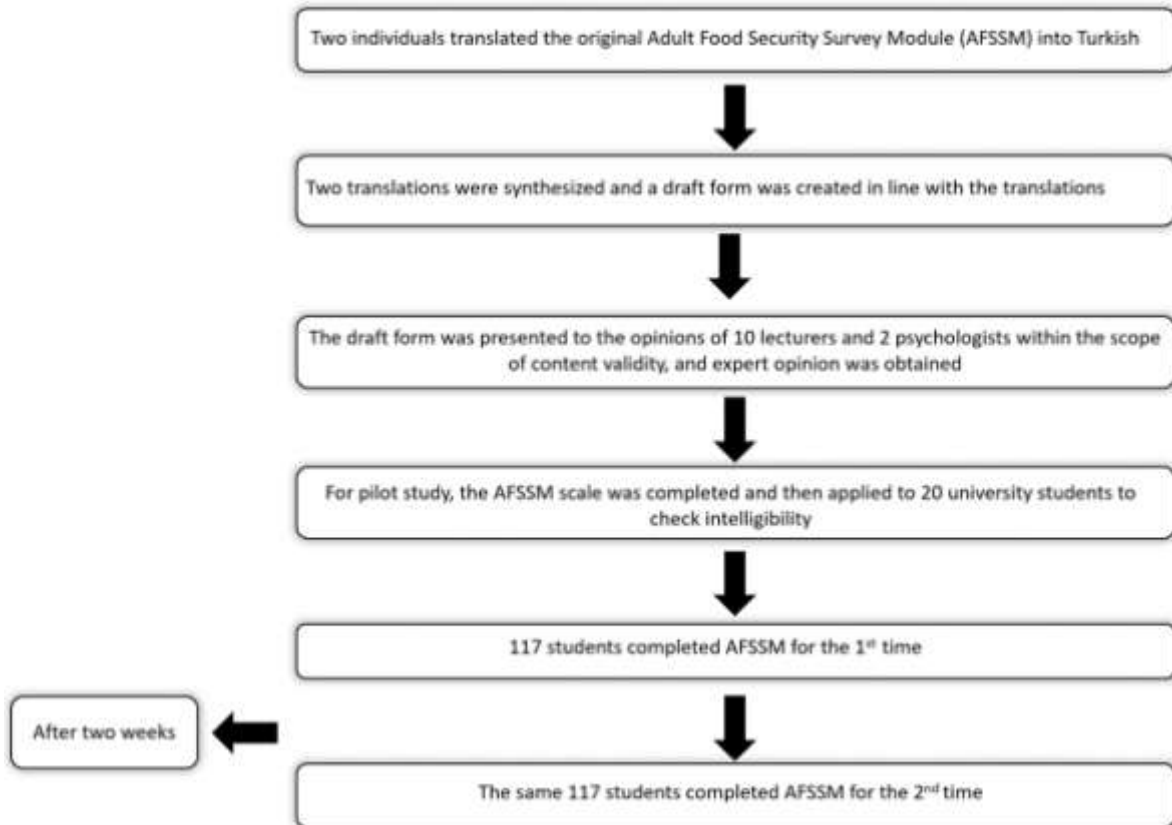 Two individuals translated the original Adult Food Security Survey Module (AFSSM) into Turkish
Two translations were synthesized and a draft form was created in line with the translations
The draft form was presented to the opinions of 10 lecturers and 2 psychologists within the scope
of content validity, and expert opinion was obtained
For pilot study, the AFSSM scale was completed and then applied to 20 university students to
check intelligibility
117 students completed AFSSM for the 1st time
After two weeks
The same 117 students completed AFSSM for the 2nd time